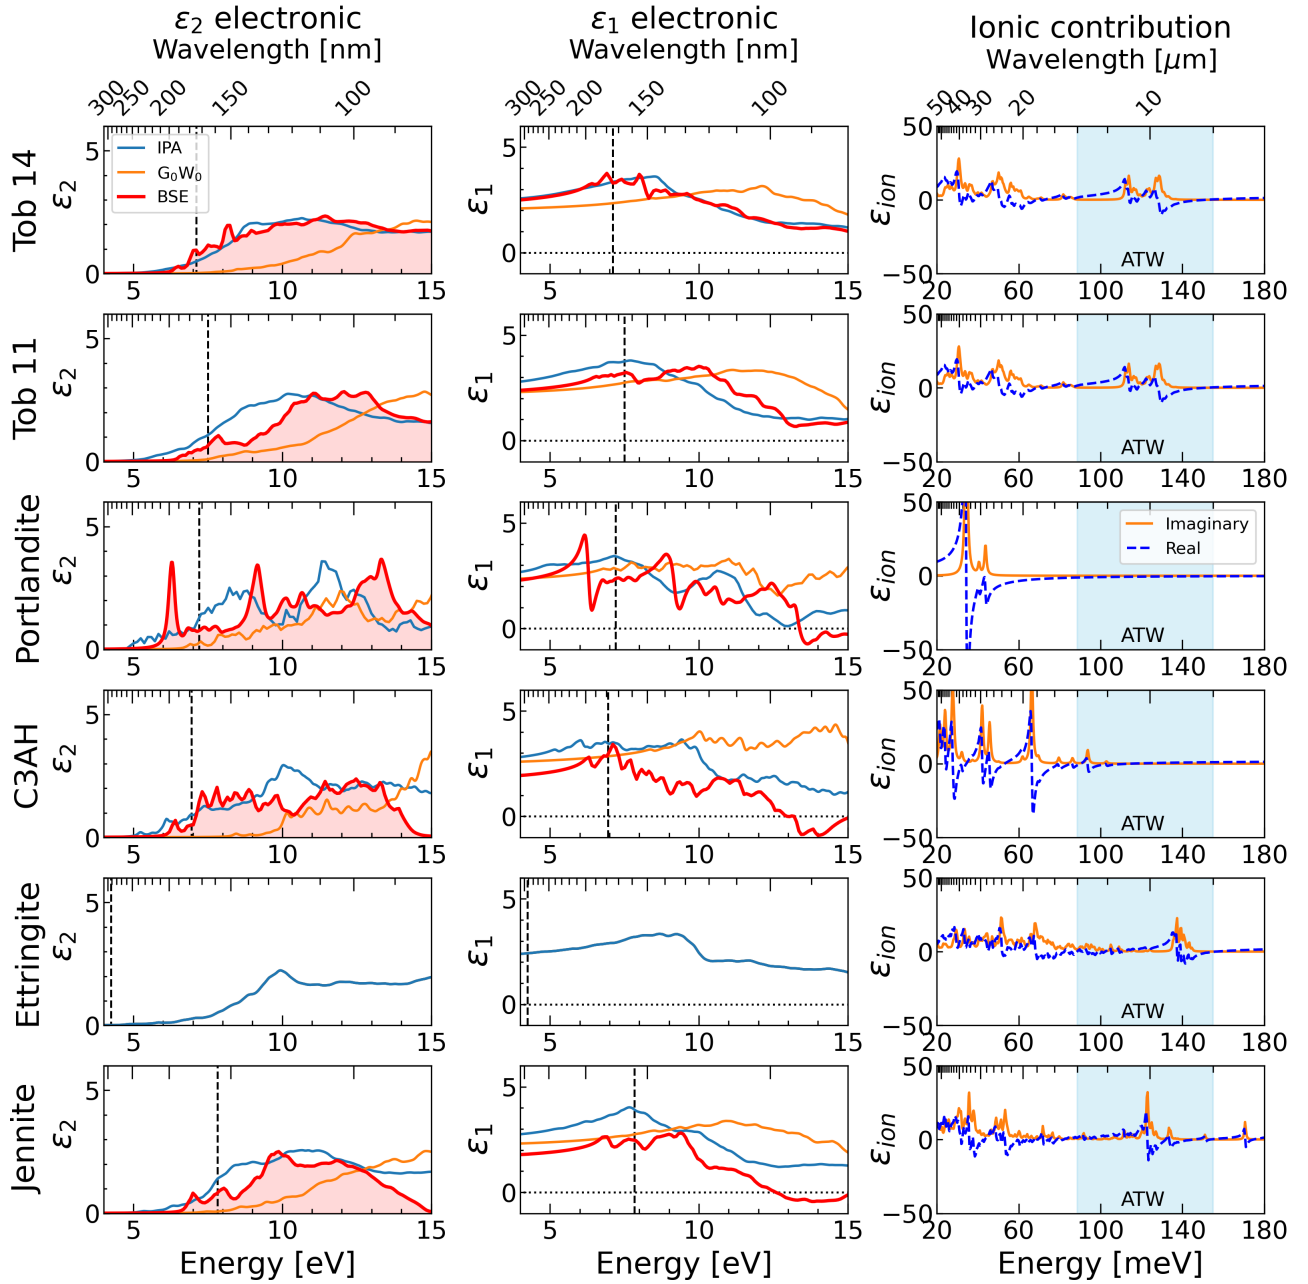 ε₂ electronic
Wavelength [nm]
300 250 200 150 100
ε₁ electronic
Wavelength [nm]
300 250 200 150 100
Ionic contribution
Wavelength [μm]
50 40 30 20 10
Tob 14
ε₂
5
0
IPA
G₀W₀
BSE
5 10 15
ε₁
5
0
5 10 15
ε_ion
50
0
−50
ATW
20 60 100 140 180
Tob 11
ε₂
5
0
5 10 15
ε₁
5
0
5 10 15
ε_ion
50
0
−50
ATW
20 60 100 140 180
Portlandite
ε₂
5
0
5 10 15
ε₁
5
0
5 10 15
ε_ion
50
0
−50
Imaginary
Real
ATW
20 60 100 140 180
C3AH
ε₂
5
0
5 10 15
ε₁
5
0
5 10 15
ε_ion
50
0
−50
ATW
20 60 100 140 180
Ettringite
ε₂
5
0
5 10 15
ε₁
5
0
5 10 15
ε_ion
50
0
−50
ATW
20 60 100 140 180
Jennite
ε₂
5
0
5 10 15
Energy [eV]
ε₁
5
0
5 10 15
Energy [eV]
ε_ion
50
0
−50
ATW
20 60 100 140 180
Energy [meV]